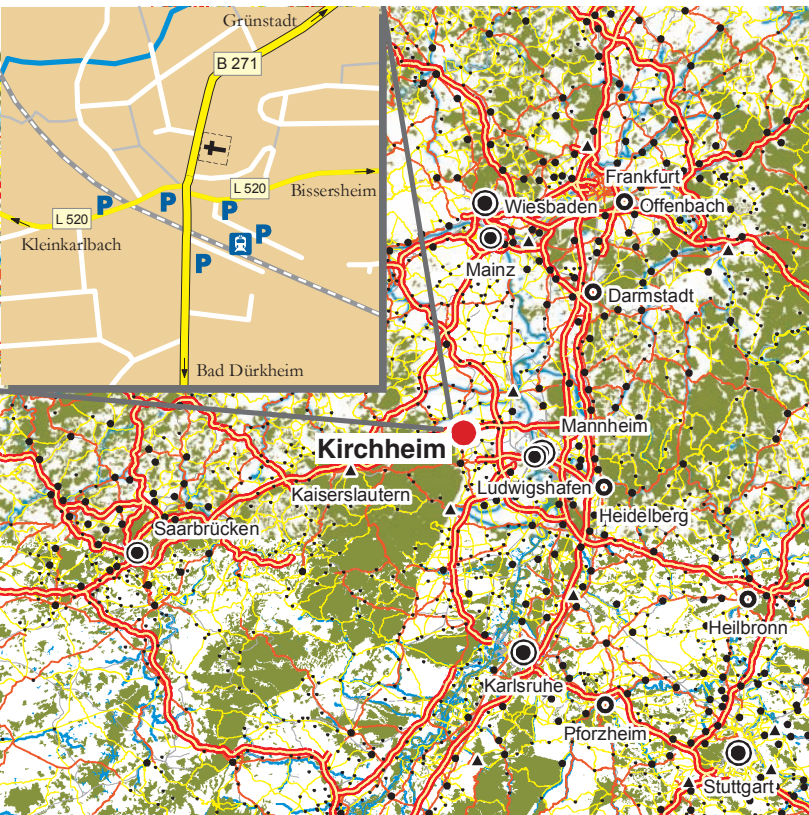 Grünstadt
B 271
L 520
Bissersheim
P
P
P
L 520
P
Kleinkarlbach
P
Bad Dürkheim
Frankfurt
Wiesbaden
Offenbach
Mainz
Darmstadt
Mannheim
Kirchheim
Kaiserslautern
Ludwigshafen
Heidelberg
Saarbrücken
Heilbronn
Karlsruhe
Pforzheim
Stuttgart